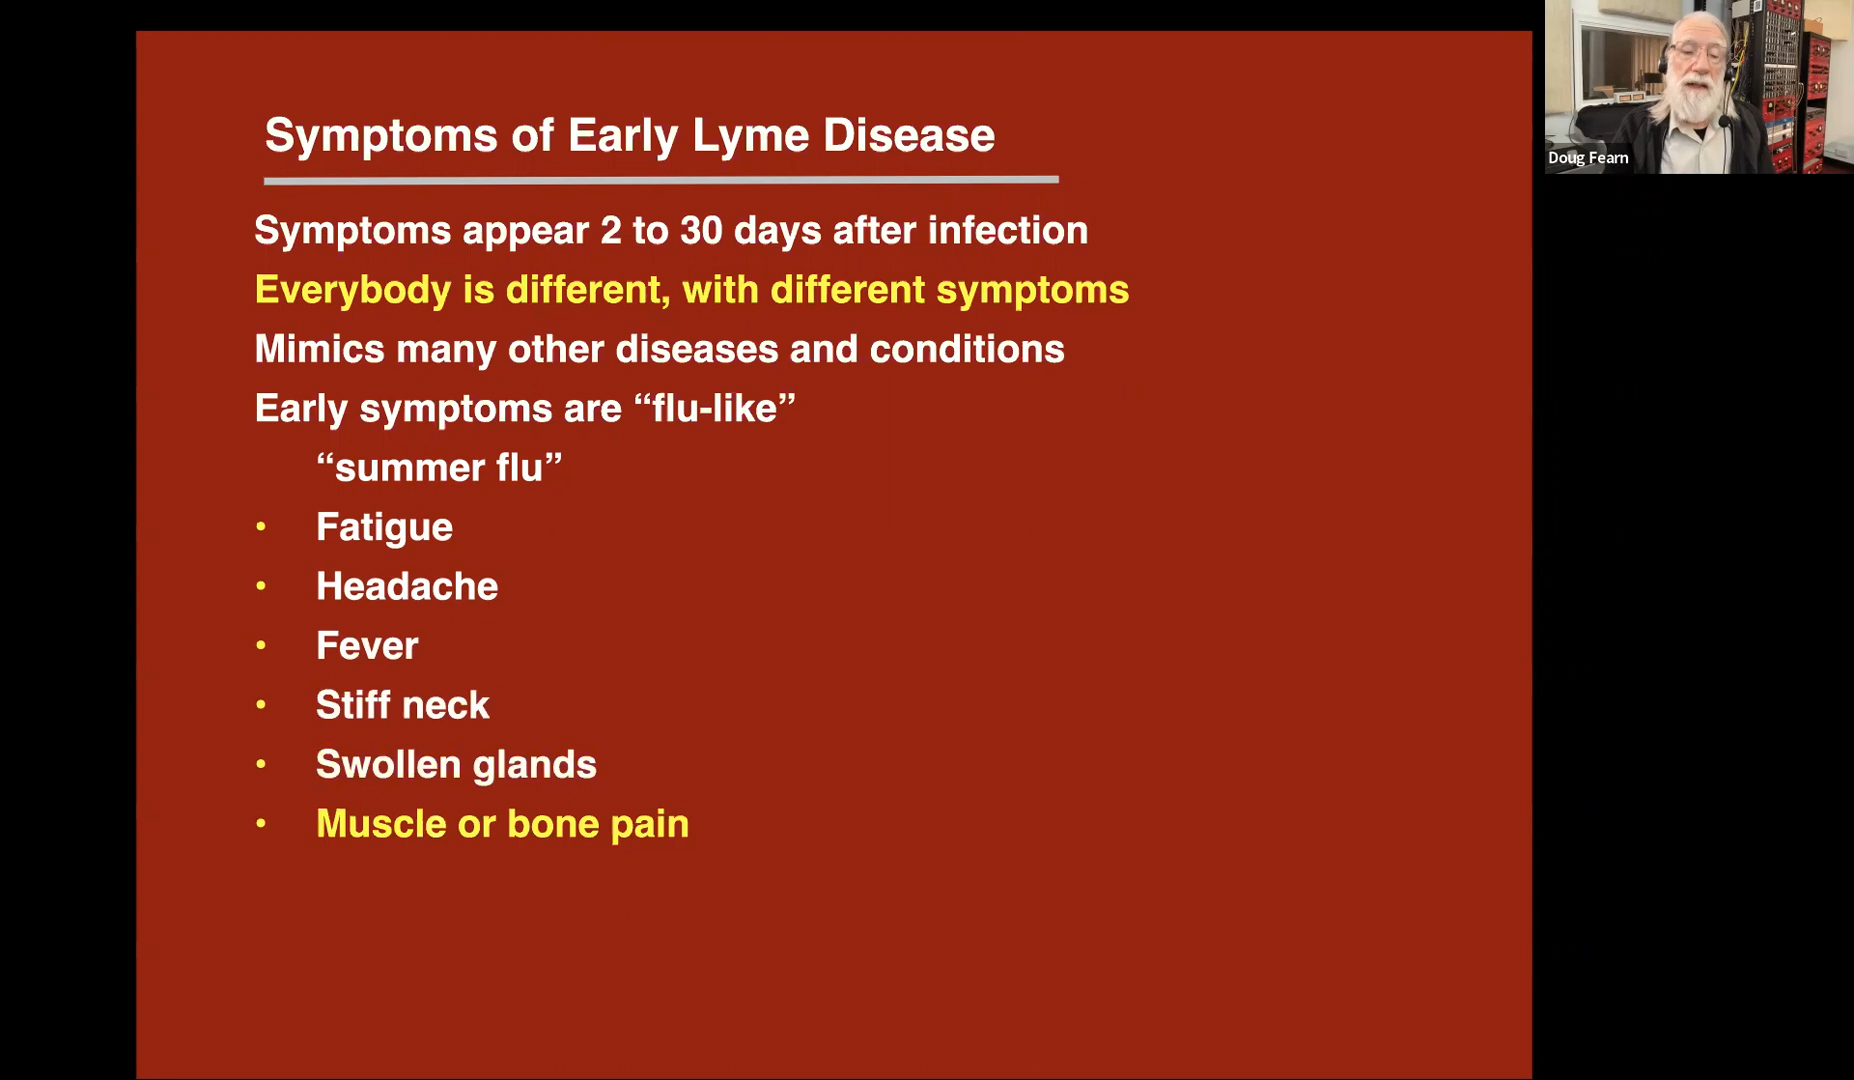 Symptoms of Early Lyme Disease
Symptoms appear 2 to 30 days after infection
Everybody is different, with different symptoms
Mimics many other diseases and conditions
Early symptoms are “flu-like”
“summer flu”
• Fatigue
• Headache
• Fever
• Stiff neck
• Swollen glands
• Muscle or bone pain
Doug Fearn